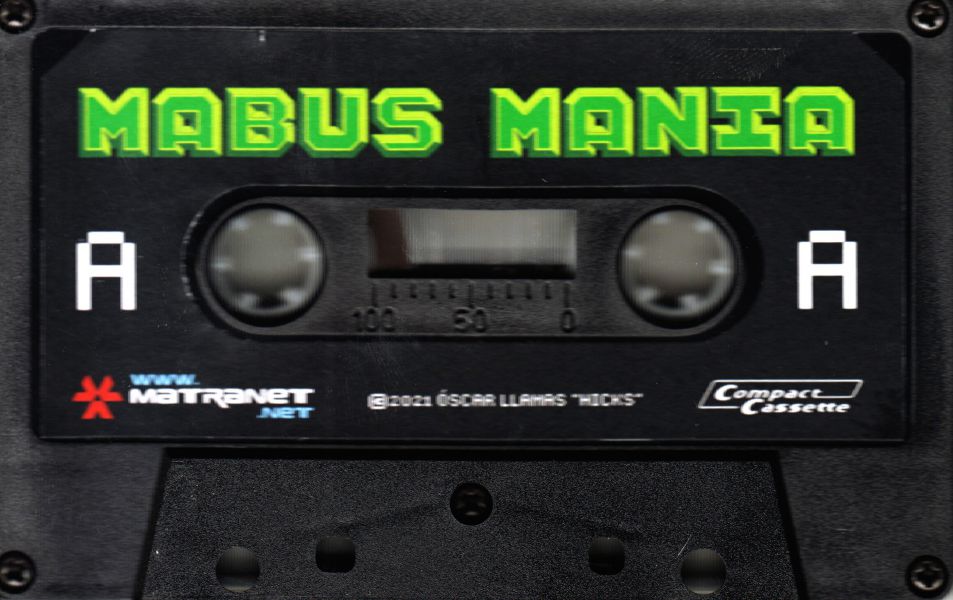 MABUS MANIA
A A
100 50 0
www.
MATRANET
.NET
©2021 ÓSCAR LLAMAS "HICKS"
Compact
Cassette